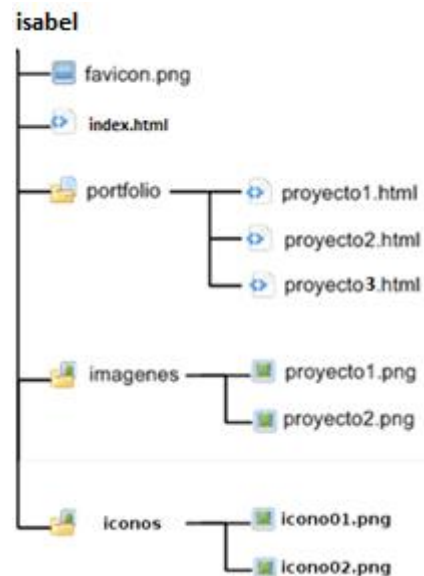 isabel
favicon.png
index.html
portfolio
proyecto1.html
proyecto2.html
proyecto3.html
imagenes
proyecto1.png
proyecto2.png
iconos
icono01.png
icono02.png